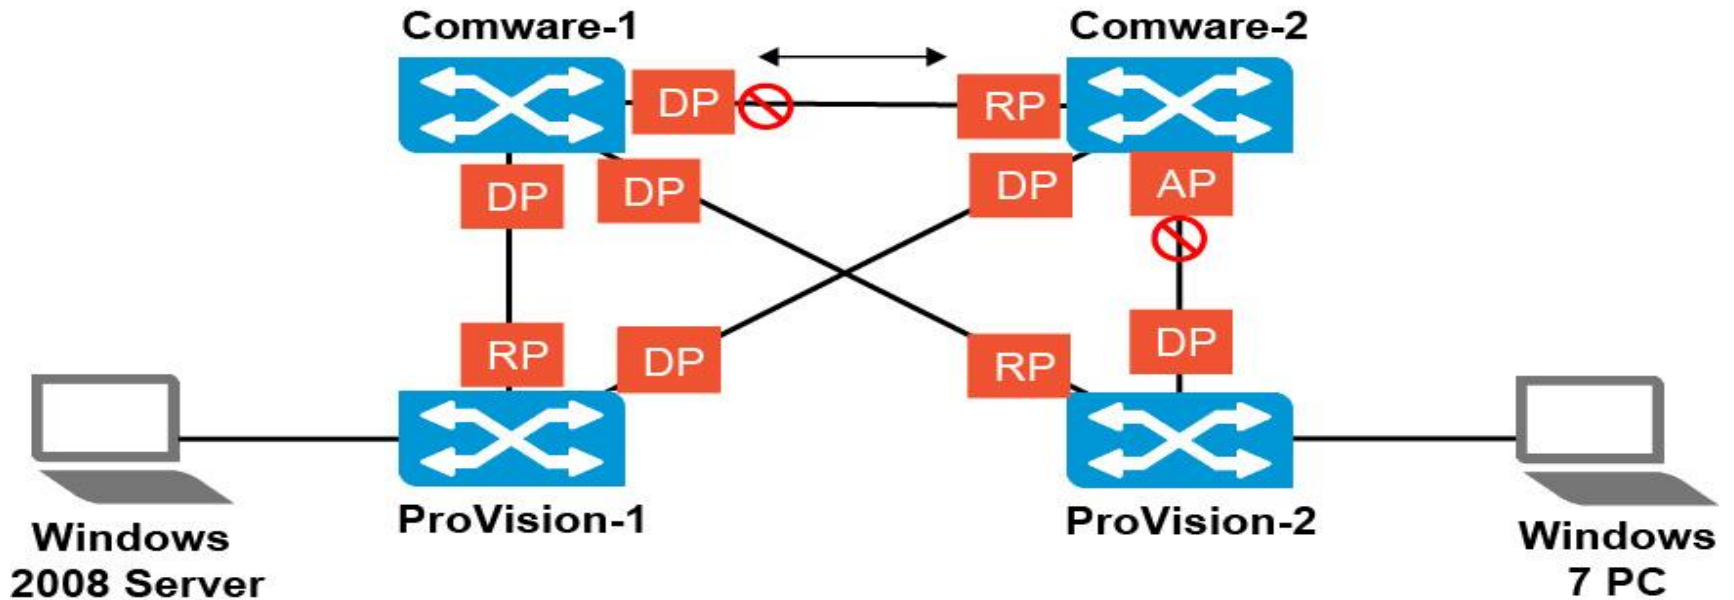 Comware-1
Comware-2
DP
RP
DP
DP
DP
AP
RP
DP
RP
DP
ProVision-1
ProVision-2
Windows
2008 Server
Windows
7 PC